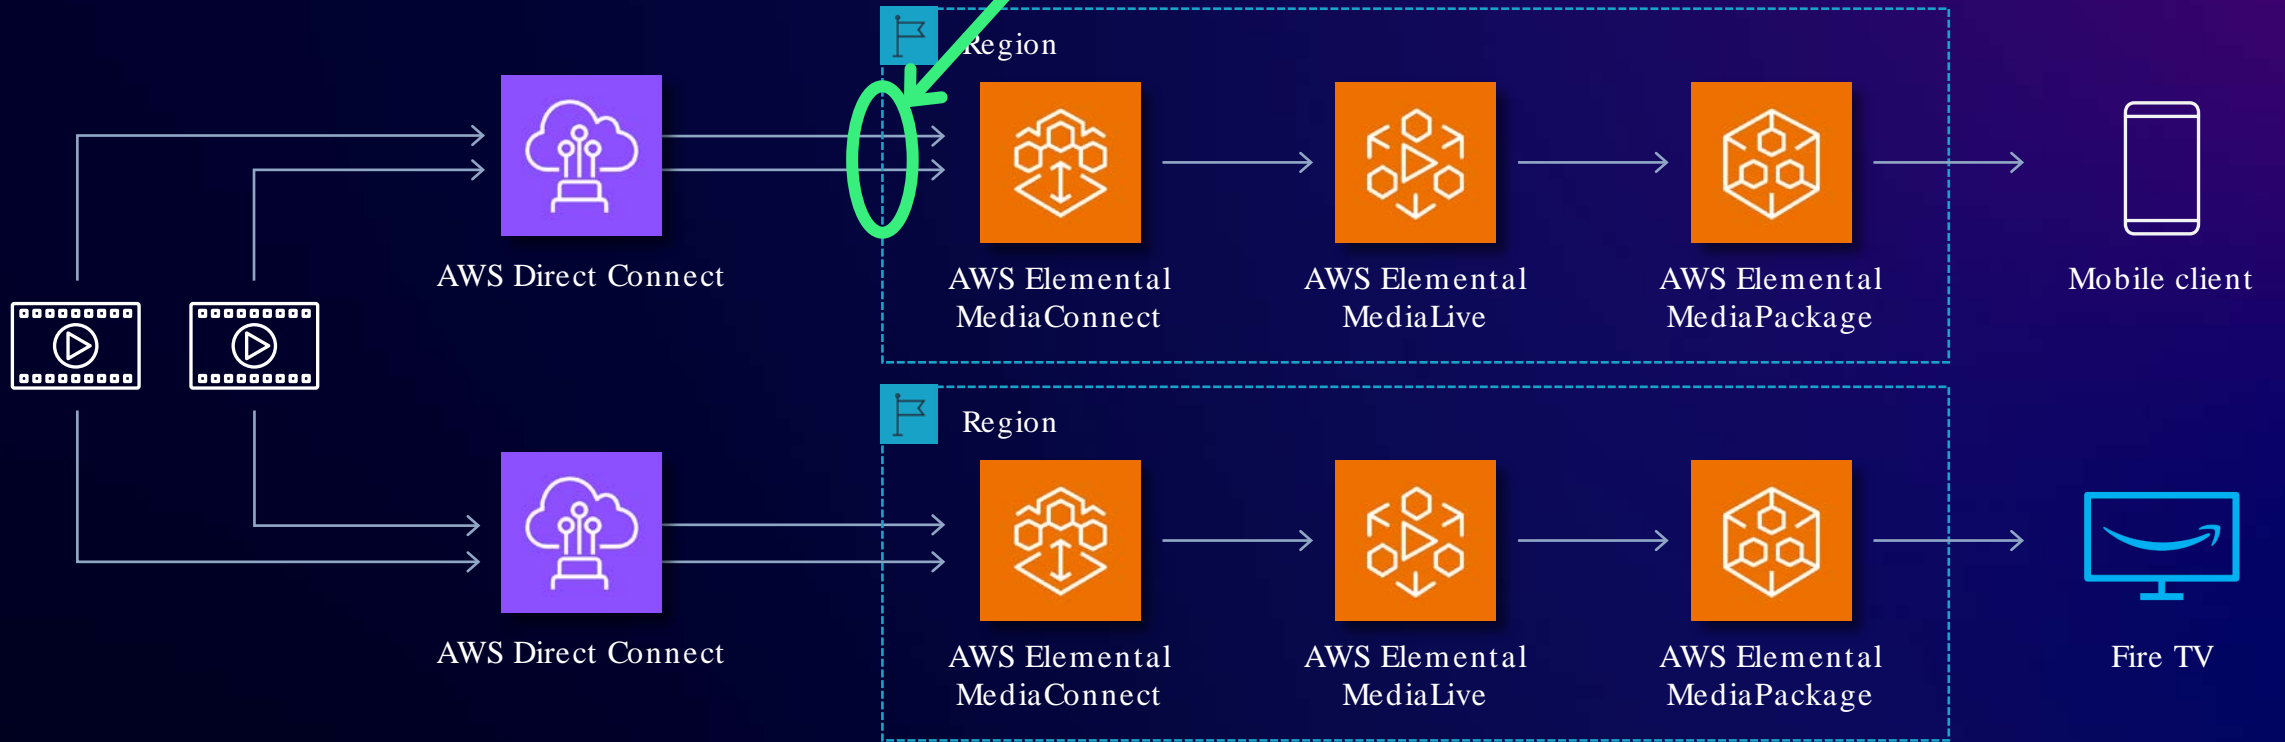 Region
AWS Direct Connect
AWS Elemental
MediaConnect
AWS Elemental
MediaLive
AWS Elemental
MediaPackage
Mobile client
Region
AWS Direct Connect
AWS Elemental
MediaConnect
AWS Elemental
MediaLive
AWS Elemental
MediaPackage
Fire TV